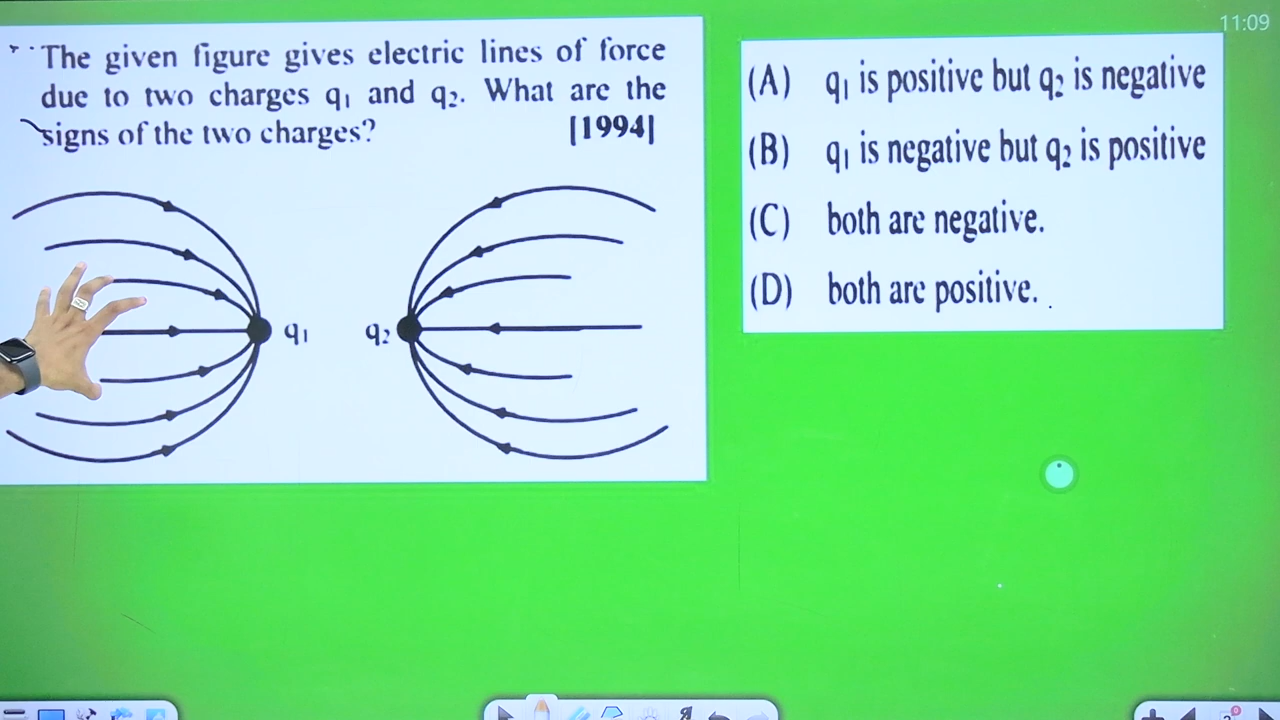 11:09
The given figure gives electric lines of force
due to two charges q₁ and q₂. What are the
signs of the two charges? [1994]
q₁ q₂
(A) q₁ is positive but q₂ is negative
(B) q₁ is negative but q₂ is positive
(C) both are negative.
(D) both are positive.